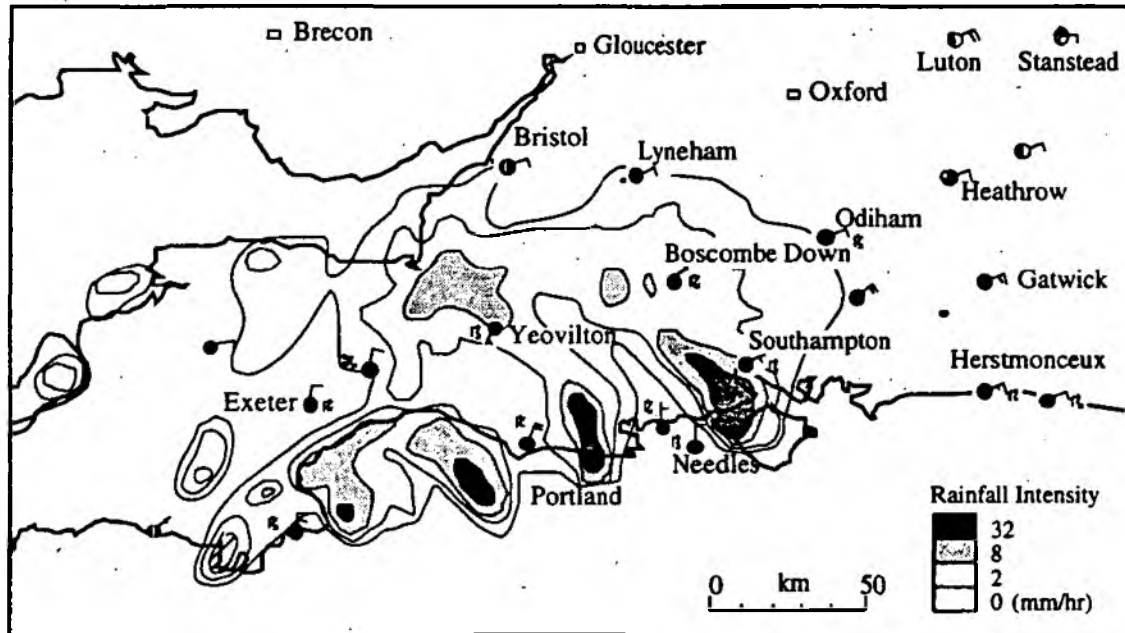 Brecon
Gloucester
Luton
Stanstead
Oxford
Bristol
Lyneham
Heathrow
Odiham
Boscombe Down
Gatwick
Yeovilton
Southampton
Herstmonceux
Exeter
Needles
Portland
Rainfall Intensity
32
8
2
0 (mm/hr)
0 km 50